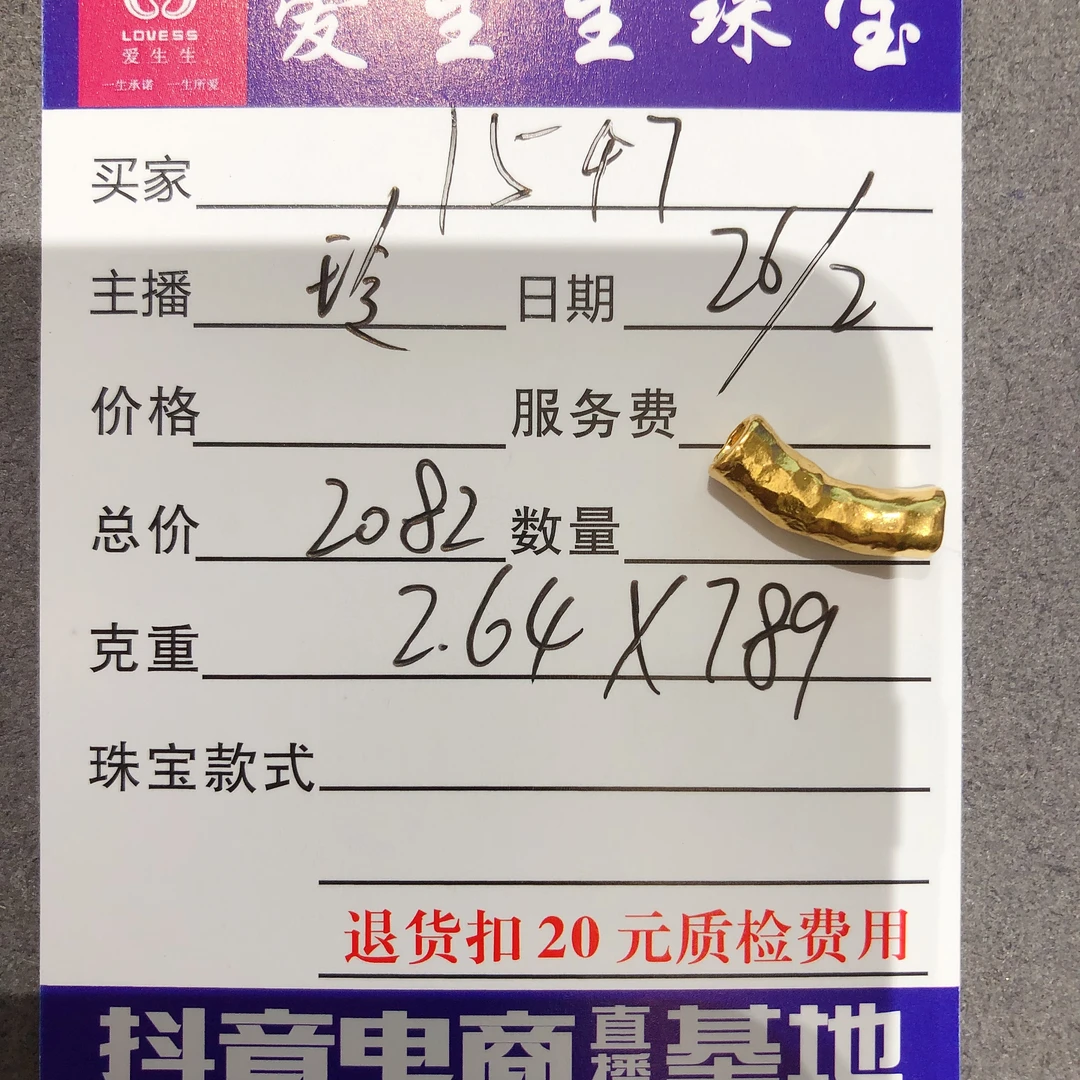 爱生生珠宝
LOVESS
爱生生
一生承诺 一生所爱
买家 1547
主播 珍 日期 26/2
价格 服务费
总价 2082 数量
克重 2.64 X 789
珠宝款式
退货扣20元质检费用
抖音电商直播基地